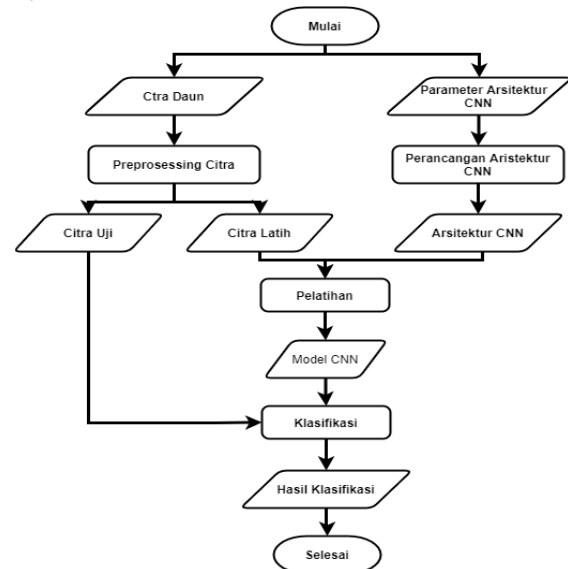 Mulai
Ctra Daun
Parameter Arsitektur
CNN
Preprosessing Citra
Perancangan Aristektur
CNN
Citra Uji
Citra Latih
Arsitektur CNN
Pelatihan
Model CNN
Klasifikasi
Hasil Klasifikasi
Selesai